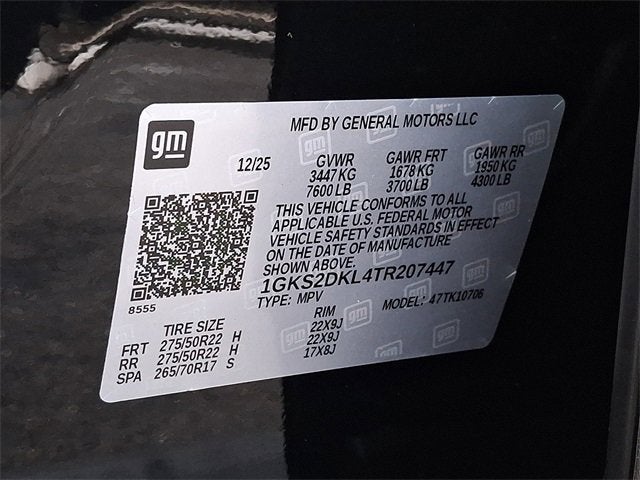 gm
MFD BY GENERAL MOTORS LLC
12/25 GVWR GAWR FRT GAWR RR
3447 KG 1678 KG 1950 KG
7600 LB 3700 LB 4300 LB
THIS VEHICLE CONFORMS TO ALL
APPLICABLE U.S. FEDERAL MOTOR
VEHICLE SAFETY STANDARDS IN EFFECT
ON THE DATE OF MANUFACTURE
SHOWN ABOVE.
1GKS2DKL4TR207447
TYPE: MPV MODEL: 47TK10706
8555
TIRE SIZE RIM
FRT 275/50R22 H 22X9J
RR 275/50R22 H 22X9J
SPA 265/70R17 S 17X8J